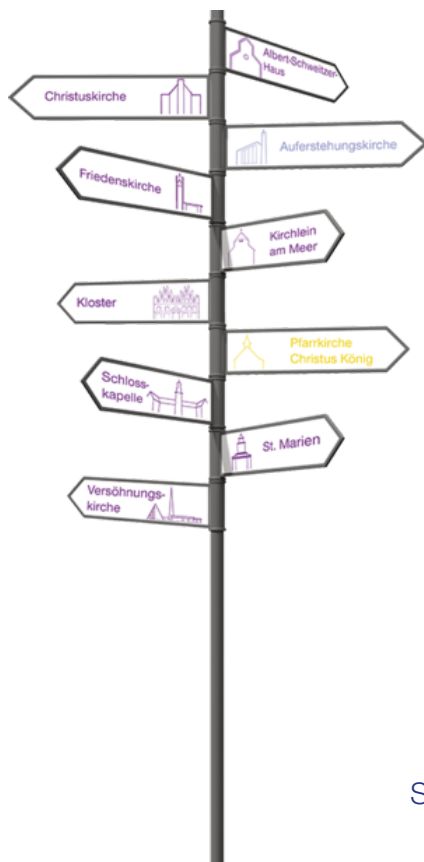 Albert-Schweitzer-
Haus
Christuskirche
Auferstehungskirche
Friedenskirche
Kirchlein
am Meer
Kloster
Pfarrkirche
Christus König
Schloss-
kapelle
St. Marien
Versöhnungs-
kirche
S